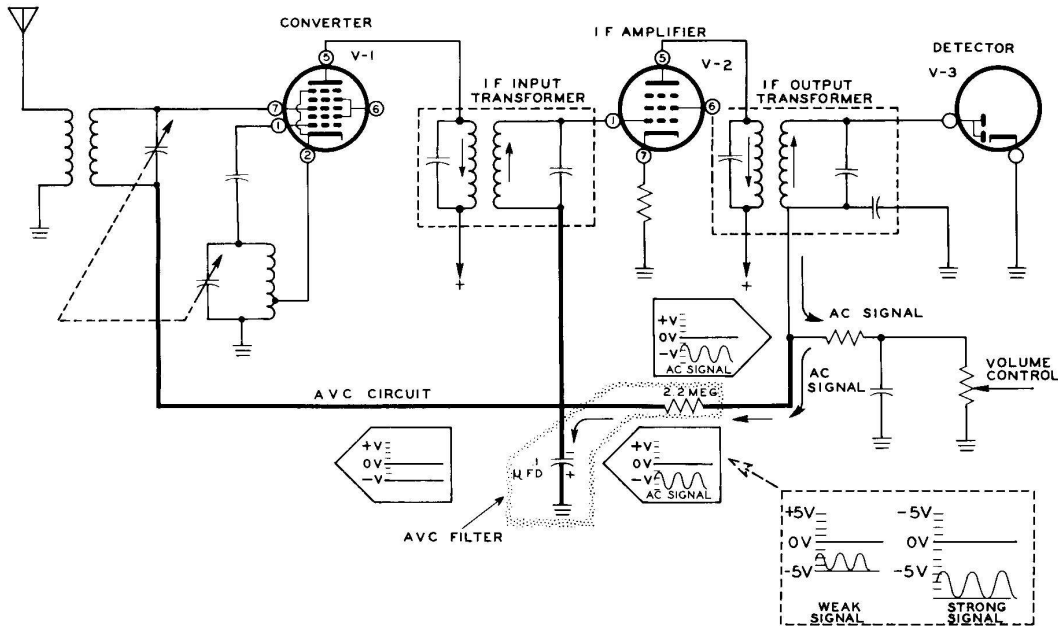 CONVERTER
V-1
5
7
1
6
2
IF INPUT
TRANSFORMER
+
IF AMPLIFIER
V-2
5
1
6
7
IF OUTPUT
TRANSFORMER
+
DETECTOR
V-3
AC SIGNAL
AC
SIGNAL
VOLUME
CONTROL
+V
0V
-V
AC SIGNAL
AVC CIRCUIT
2.2 MEG
+V
0V
-V
.1
μFD
-
+
+V
0V
-V
AC SIGNAL
AVC FILTER
+5V
0V
-5V
WEAK
SIGNAL
-5V
0V
-5V
STRONG
SIGNAL